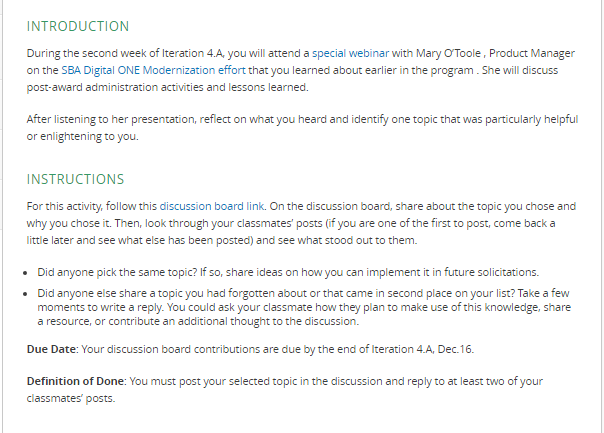 INTRODUCTION
During the second week of Iteration 4.A, you will attend a special webinar with Mary O'Toole , Product Manager
on the SBA Digital ONE Modernization effort that you learned about earlier in the program . She will discuss
post-award administration activities and lessons learned.
After listening to her presentation, reflect on what you heard and identify one topic that was particularly helpful
or enlightening to you.
INSTRUCTIONS
For this activity, follow this discussion board link. On the discussion board, share about the topic you chose and
why you chose it. Then, look through your classmates' posts (if you are one of the first to post, come back a
little later and see what else has been posted) and see what stood out to them.
• Did anyone pick the same topic? If so, share ideas on how you can implement it in future solicitations.
• Did anyone else share a topic you had forgotten about or that came in second place on your list? Take a few
moments to write a reply. You could ask your classmate how they plan to make use of this knowledge, share
a resource, or contribute an additional thought to the discussion.
Due Date: Your discussion board contributions are due by the end of Iteration 4.A, Dec.16.
Definition of Done: You must post your selected topic in the discussion and reply to at least two of your
classmates' posts.